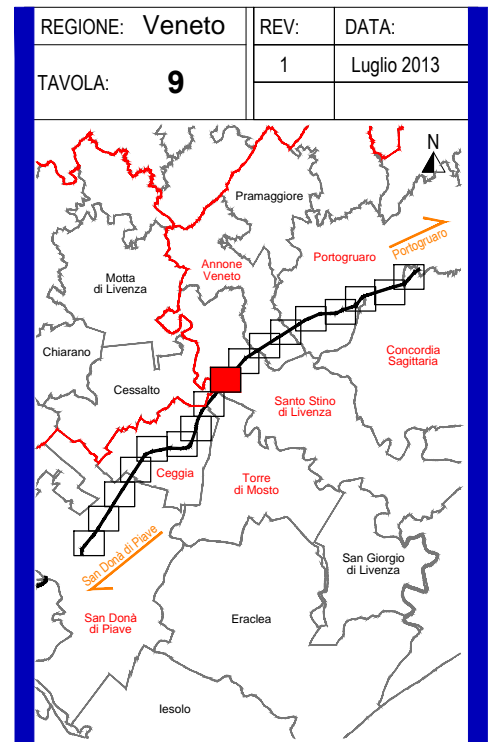 REGIONE: Veneto
REV:
DATA:
TAVOLA: 9
1
Luglio 2013
N
Pramaggiore
Portogruaro
Annone
Veneto
Portogruaro
Motta
di Livenza
Chiarano
Concordia
Sagittaria
Cessalto
Santo Stino
di Livenza
Ceggia
Torre
di Mosto
San Donà di Piave
San Giorgio
di Livenza
San Donà
di Piave
Eraclea
Iesolo